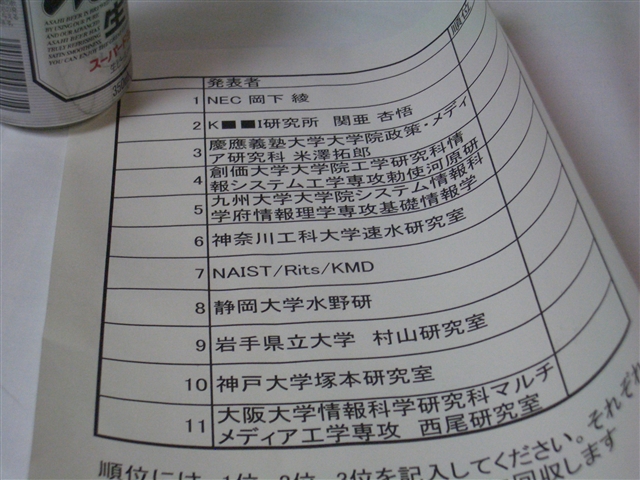 ASAHI BEER IS
生
スーパー
350
発表者
順位
1 NEC 岡下 綾
2 K■■I研究所 関亜 杏悟
3 慶應義塾大学大学院政策・メディ
ア研究科 米澤拓郎
4 創価大学大学院工学研究科情
報システム工学専攻勅使河原研
5 九州大学大学院システム情報科
学府情報理学専攻基礎情報学
6 神奈川工科大学速水研究室
7 NAIST/Rits/KMD
8 静岡大学水野研
9 岩手県立大学 村山研究室
10 神戸大学塚本研究室
11 大阪大学情報科学研究科マルチ
メディア工学専攻 西尾研究室
順位には、1位、2位、3位を記入してください。それぞれ
回収します